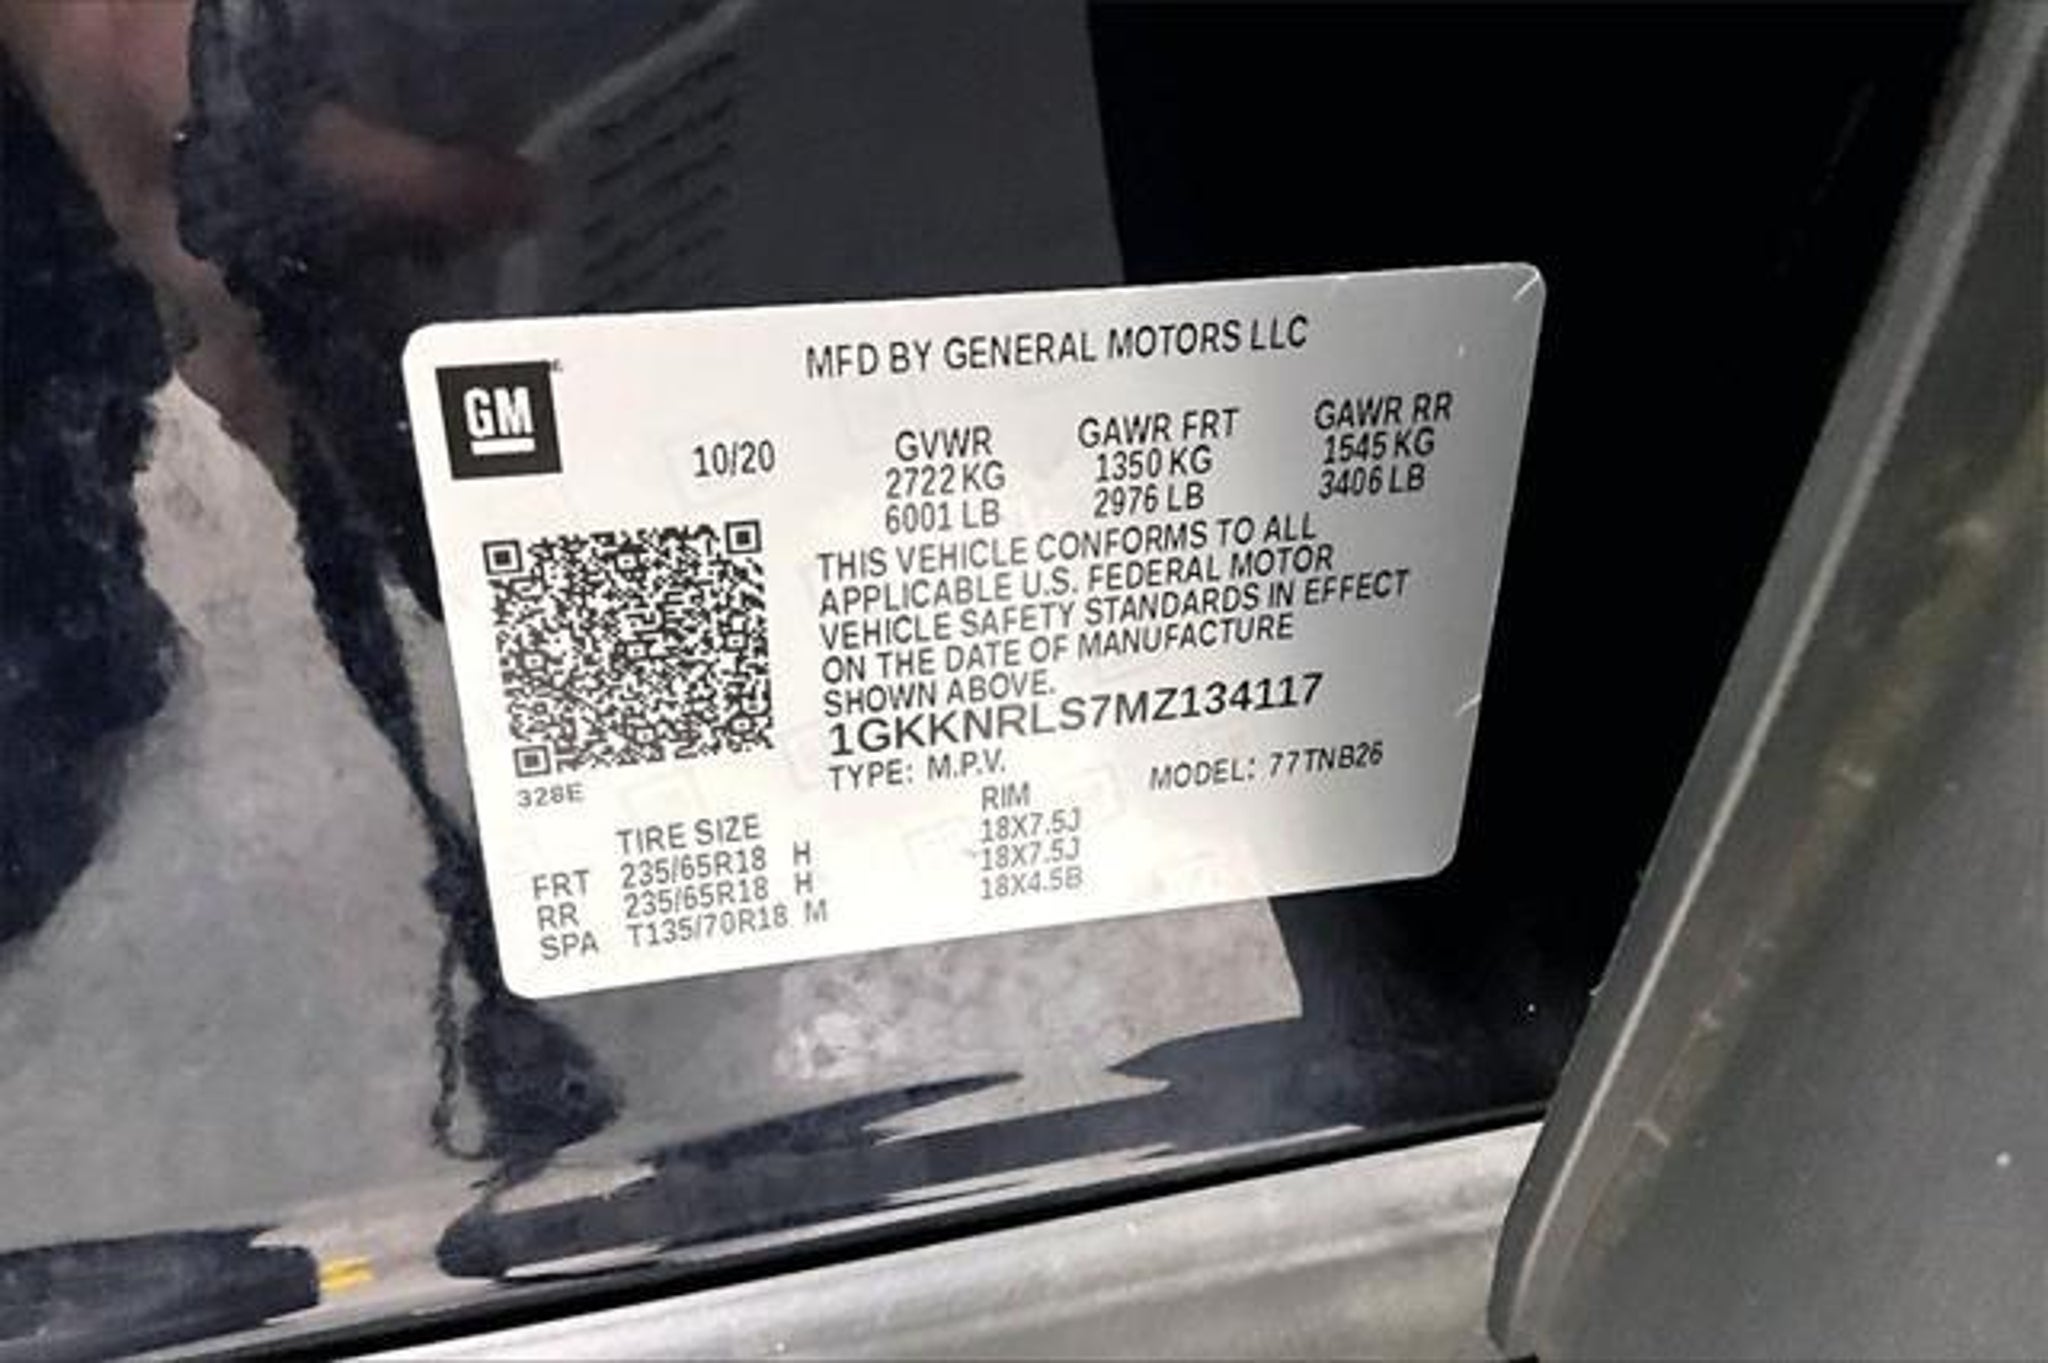 MFD BY GENERAL MOTORS LLC
GM
10/20
GVWR GAWR FRT GAWR RR
2722 KG 1350 KG 1545 KG
6001 LB 2976 LB 3406 LB
THIS VEHICLE CONFORMS TO ALL
APPLICABLE U.S. FEDERAL MOTOR
VEHICLE SAFETY STANDARDS IN EFFECT
ON THE DATE OF MANUFACTURE
SHOWN ABOVE.
1GKKNRLS7MZ134117
TYPE: M.P.V. MODEL: 77TNB26
328E
TIRE SIZE RIM
FRT 235/65R18 H 18X7.5J
RR 235/65R18 H 18X7.5J
SPA T135/70R18 M 18X4.5B